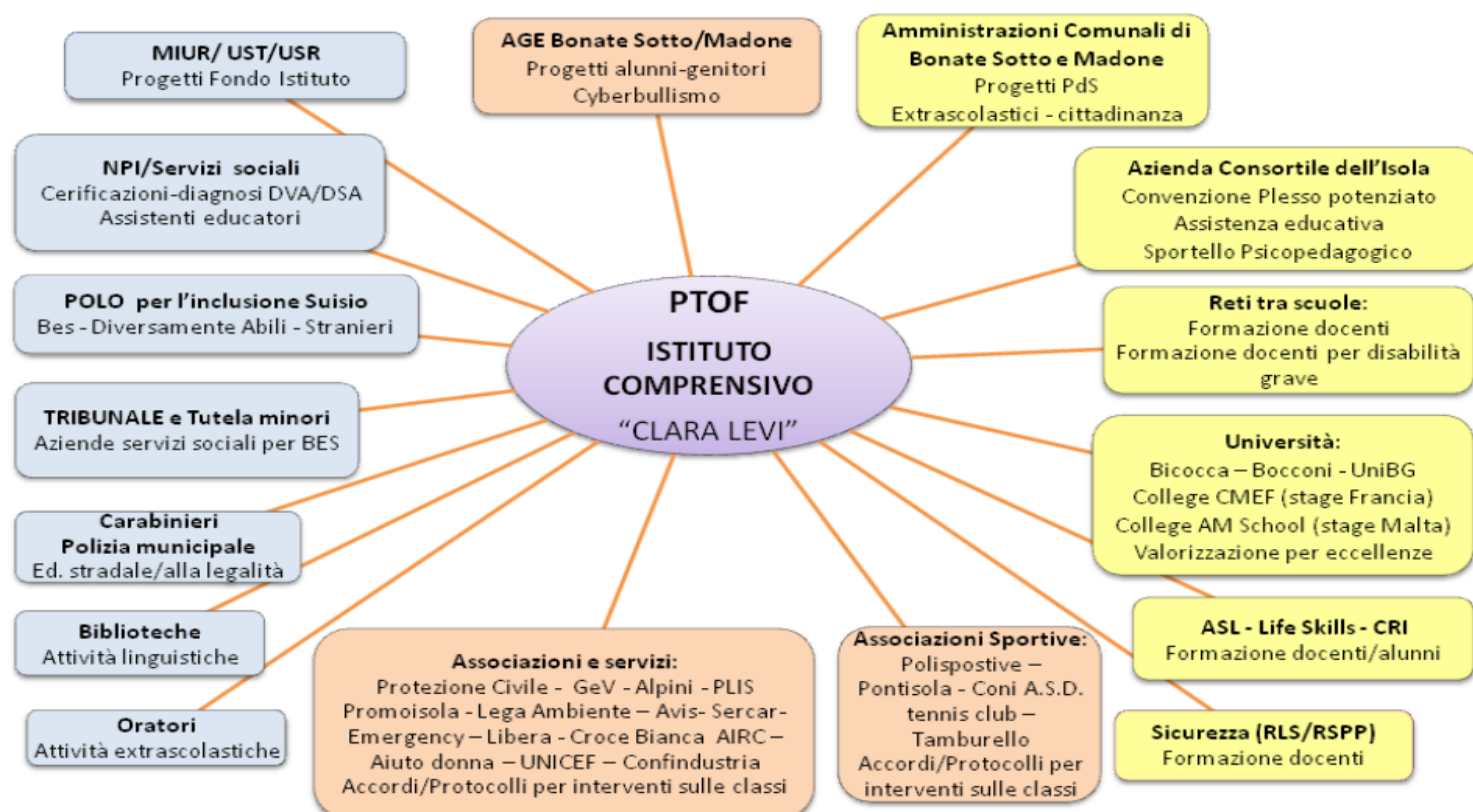 MIUR/ UST/USR
Progetti Fondo Istituto
AGE Bonate Sotto/Madone
Progetti alunni-genitori
Cyberbullismo
Amministrazioni Comunali di
Bonate Sotto e Madone
Progetti PdS
Extrascolastici - cittadinanza
NPI/Servizi sociali
Cerificazioni-diagnosi DVA/DSA
Assistenti educatori
Azienda Consortile dell'Isola
Convenzione Plesso potenziato
Assistenza educativa
Sportello Psicopedagogico
POLO per l'inclusione Suisio
Bes - Diversamente Abili - Stranieri
PTOF
ISTITUTO
COMPRENSIVO
"CLARA LEVI"
Reti tra scuole:
Formazione docenti
Formazione docenti per disabilità
grave
TRIBUNALE e Tutela minori
Aziende servizi sociali per BES
Università:
Bicocca – Bocconi - UniBG
College CMEF (stage Francia)
College AM School (stage Malta)
Valorizzazione per eccellenze
Carabinieri
Polizia municipale
Ed. stradale/alla legalità
Biblioteche
Attività linguistiche
Oratori
Attività extrascolastiche
Associazioni e servizi:
Protezione Civile - GeV - Alpini - PLIS
Promoisola - Lega Ambiente – Avis- Sercar-
Emergency – Libera - Croce Bianca AIRC –
Aiuto donna – UNICEF – Confindustria
Accordi/Protocolli per interventi sulle classi
Associazioni Sportive:
Polispostive –
Pontisola - Coni A.S.D.
tennis club –
Tamburello
Accordi/Protocolli per
interventi sulle classi
ASL - Life Skills - CRI
Formazione docenti/alunni
Sicurezza (RLS/RSPP)
Formazione docenti